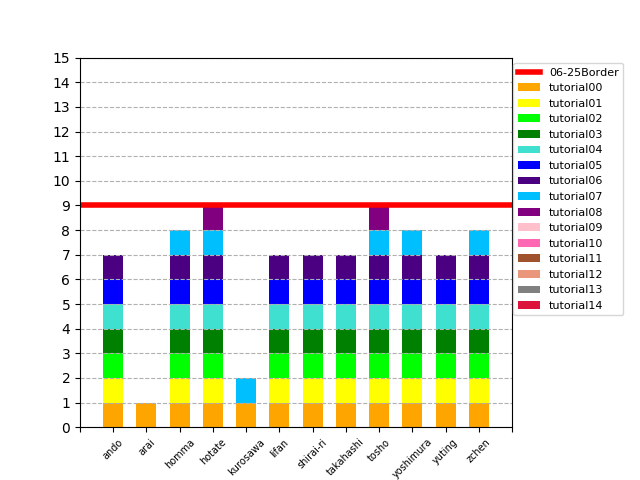 15
14
13
12
11
10
9
8
7
6
5
4
3
2
1
0
ando
arai
homma
hotate
kurosawa
lifan
shirai-ri
takahashi
tosho
yoshimura
yuting
zchen
06-25Border
tutorial00
tutorial01
tutorial02
tutorial03
tutorial04
tutorial05
tutorial06
tutorial07
tutorial08
tutorial09
tutorial10
tutorial11
tutorial12
tutorial13
tutorial14